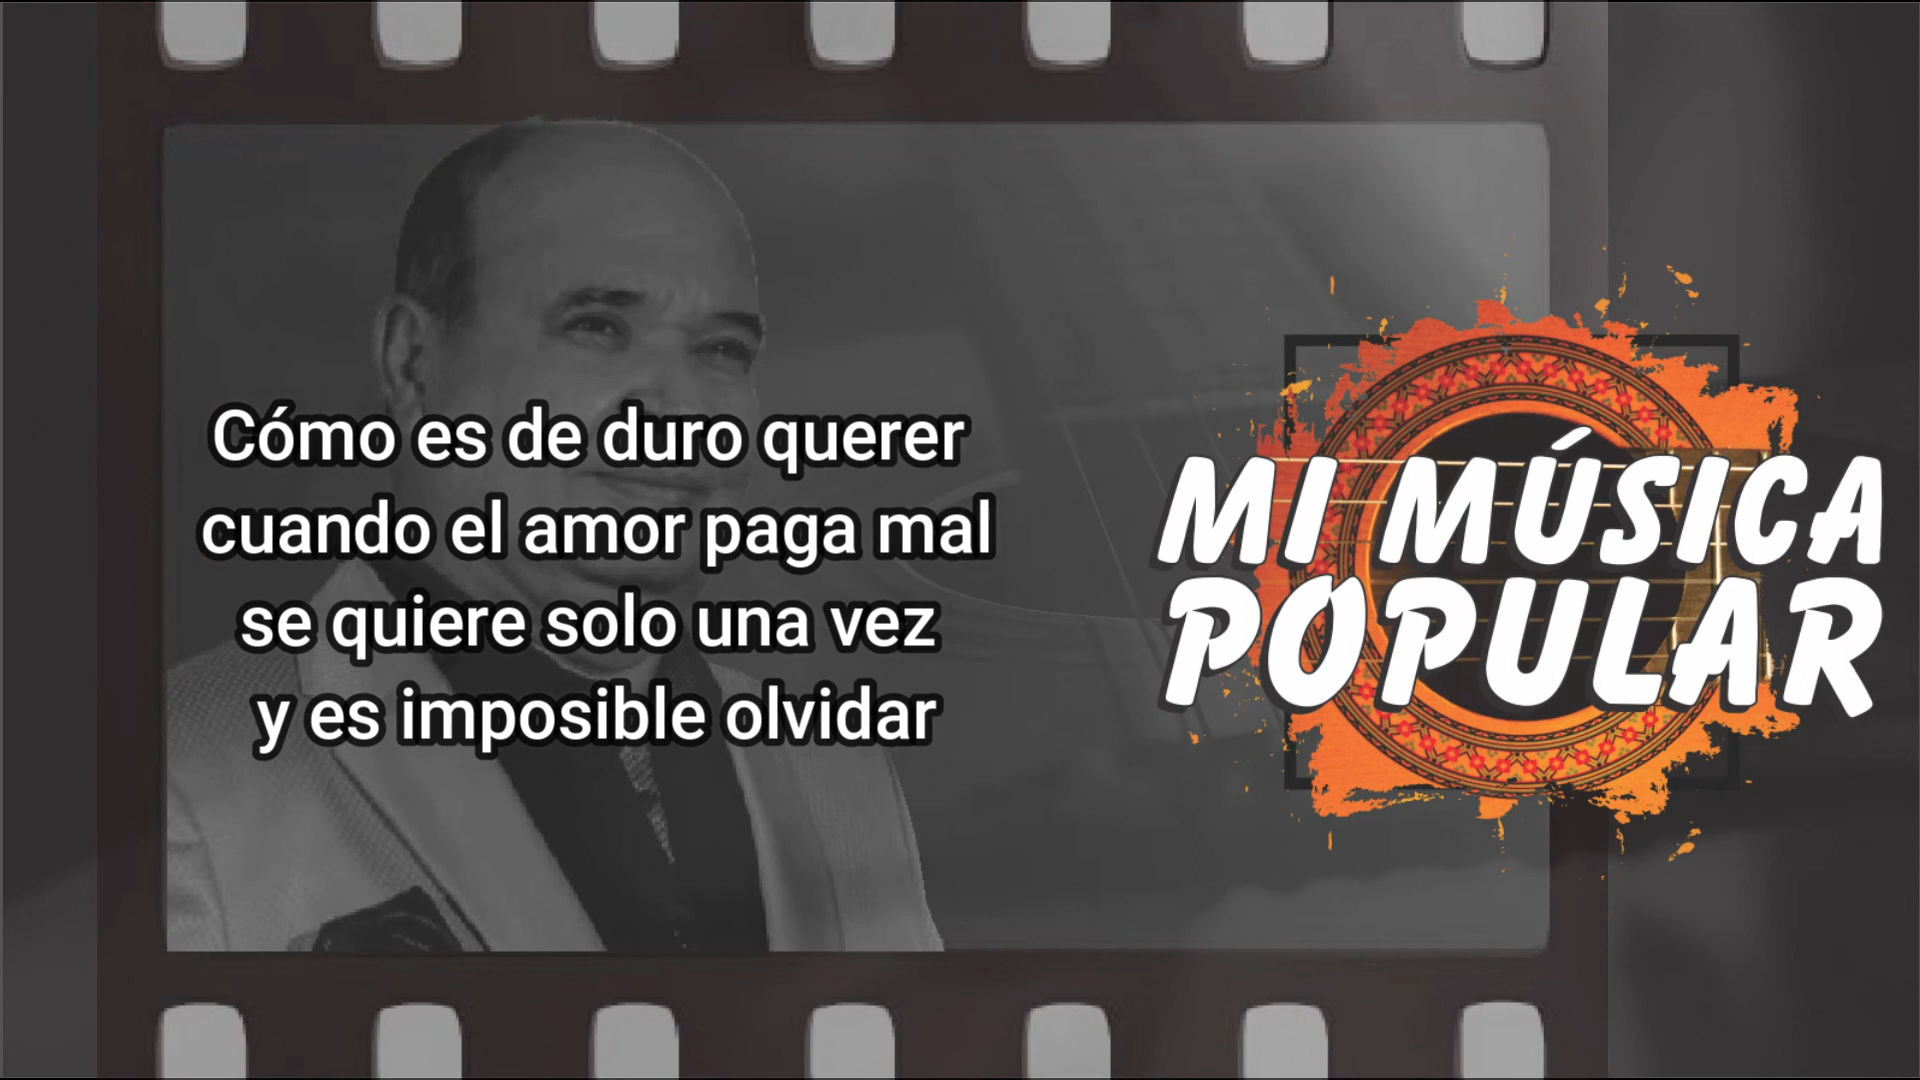 Cómo es de duro querer
cuando el amor paga mal
se quiere solo una vez
y es imposible olvidar
MI MÚSICA
POPULAR